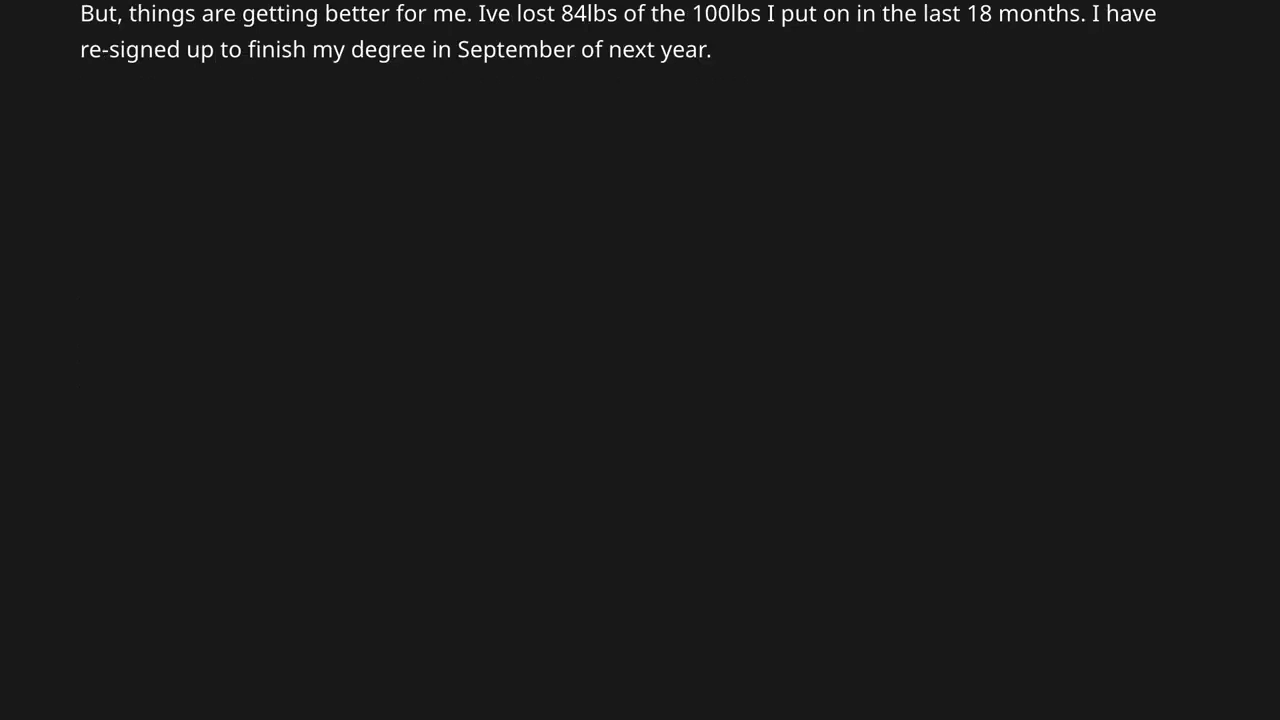 But, things are getting better for me. Ive lost 84lbs of the 100lbs I put on in the last 18 months. I have
re-signed up to finish my degree in September of next year.